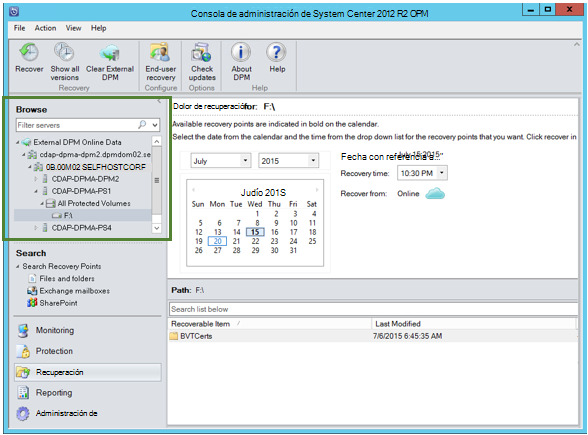 Consola de administración de System Center 2012 R2 OPM
File Action View Help
Recover
Show all versions
Clear External DPM
End-user recovery
Check updates
About DPM
Help
Recovery
Configure
Options
Help
Browse
Filter servers
External DPM Online Data
cdap-dpma-dpm2.dpmdom02.se
0B.00M02 SELFHOSTCORF
CDAP-DPMA-DPM2
CDAP-DPMA-PS1
All Protected Volumes
F:\
CDAP-DPMA-PS4
Search
Search Recovery Points
Files and folders
Exchange mailboxes
SharePoint
Monitoring
Protection
Recuperación
Reporting
Administración de
Dolor de recuperaciónfor: F:\
Available recovery points are indicated in bold on the calendar.
Select the date from the calendar and the time from the drop down list for the recovery points that you want. Click recover in
July 2015
Judío 201S
Sun Mon Tue Wed Thu Fri Sat
1 2 3 4
5 6 7 8 9 10 11
12 13 14 15 16 17 18
19 20 21 22 23 24 25
26 27 28 29 30 31
Fecha con referencia a..."
July 15 2015
Recovery time: 10:30 PM
Recover from: Online
Path: F:\
Search list below
Recoverable Item / Last Modified
BVTCerts 7/6/2015 6:45:35 AM